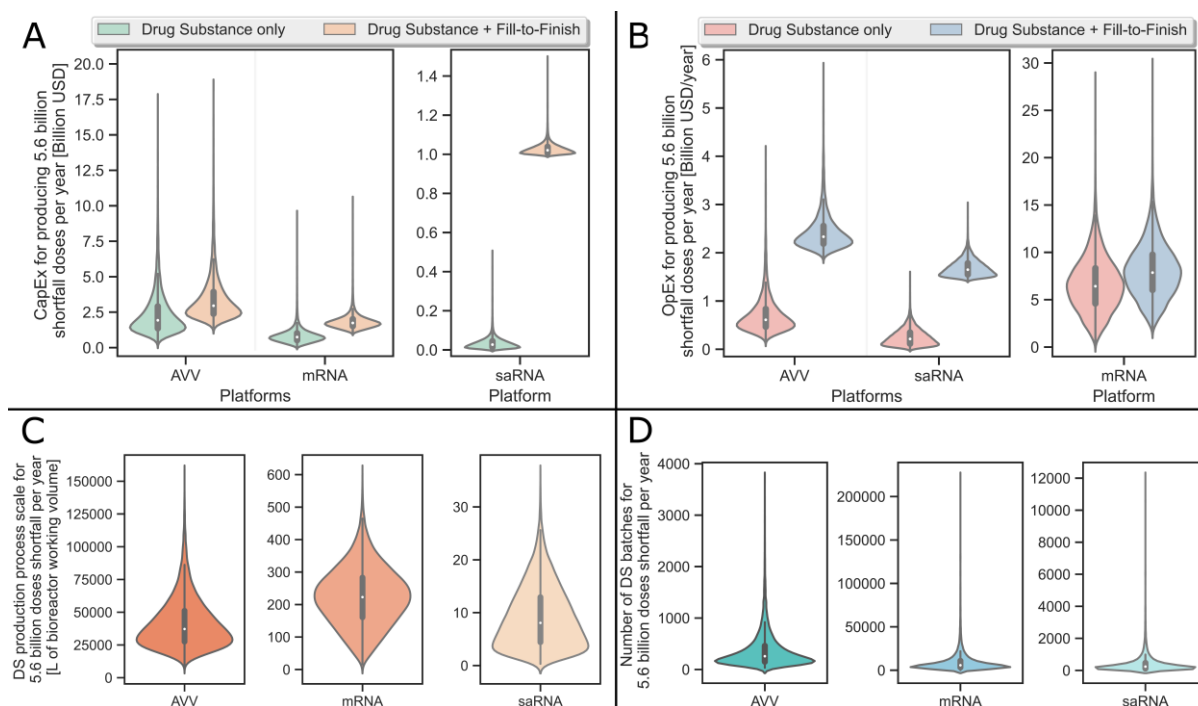 A
Drug Substance only
Drug Substance + Fill-to-Finish
CapEx for producing 5.6 billion
shortfall doses per year [Billion USD]
20.0
17.5
15.0
12.5
10.0
7.5
5.0
2.5
0.0
AVV
mRNA
Platforms
1.4
1.2
1.0
0.8
0.6
0.4
0.2
0.0
saRNA
Platform
B
Drug Substance only
Drug Substance + Fill-to-Finish
OpEx for producing 5.6 billion
shortfall doses per year [Billion USD/year]
6
5
4
3
2
1
0
AVV
saRNA
Platforms
30
25
20
15
10
5
0
mRNA
Platform
C
DS production process scale for
5.6 billion doses shortfall per year
[L of bioreactor working volume]
150000
125000
100000
75000
50000
25000
0
AVV
600
500
400
300
200
100
0
mRNA
30
20
10
0
saRNA
D
Number of DS batches for
5.6 billion doses shortfall per year
4000
3000
2000
1000
0
AVV
200000
150000
100000
50000
0
mRNA
12000
10000
8000
6000
4000
2000
0
saRNA